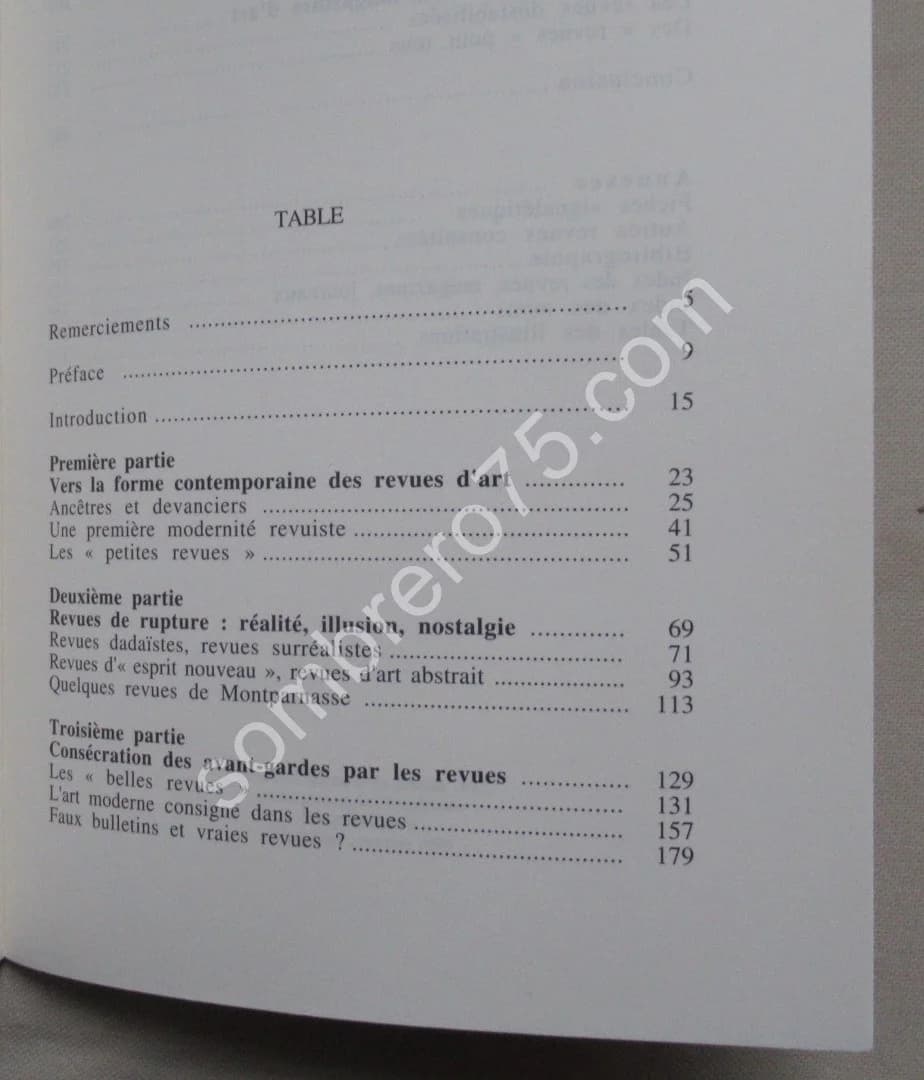 TABLE
Remerciements ........ 5
Préface ........ 9
Introduction ........ 15
Première partie
Vers la forme contemporaine des revues d'art ........ 23
Ancêtres et devanciers ........ 25
Une première modernité revuiste ........ 41
Les « petites revues » ........ 51
Deuxième partie
Revues de rupture : réalité, illusion, nostalgie ........ 69
Revues dadaïstes, revues surréalistes ........ 71
Revues d'« esprit nouveau », revues d'art abstrait ........ 93
Quelques revues de Montparnasse ........ 113
Troisième partie
Consécration des avant-gardes par les revues ........ 129
Les « belles revues » ........ 131
L'art moderne consigné dans les revues ........ 157
Faux bulletins et vraies revues ? ........ 179
sombrero75.com